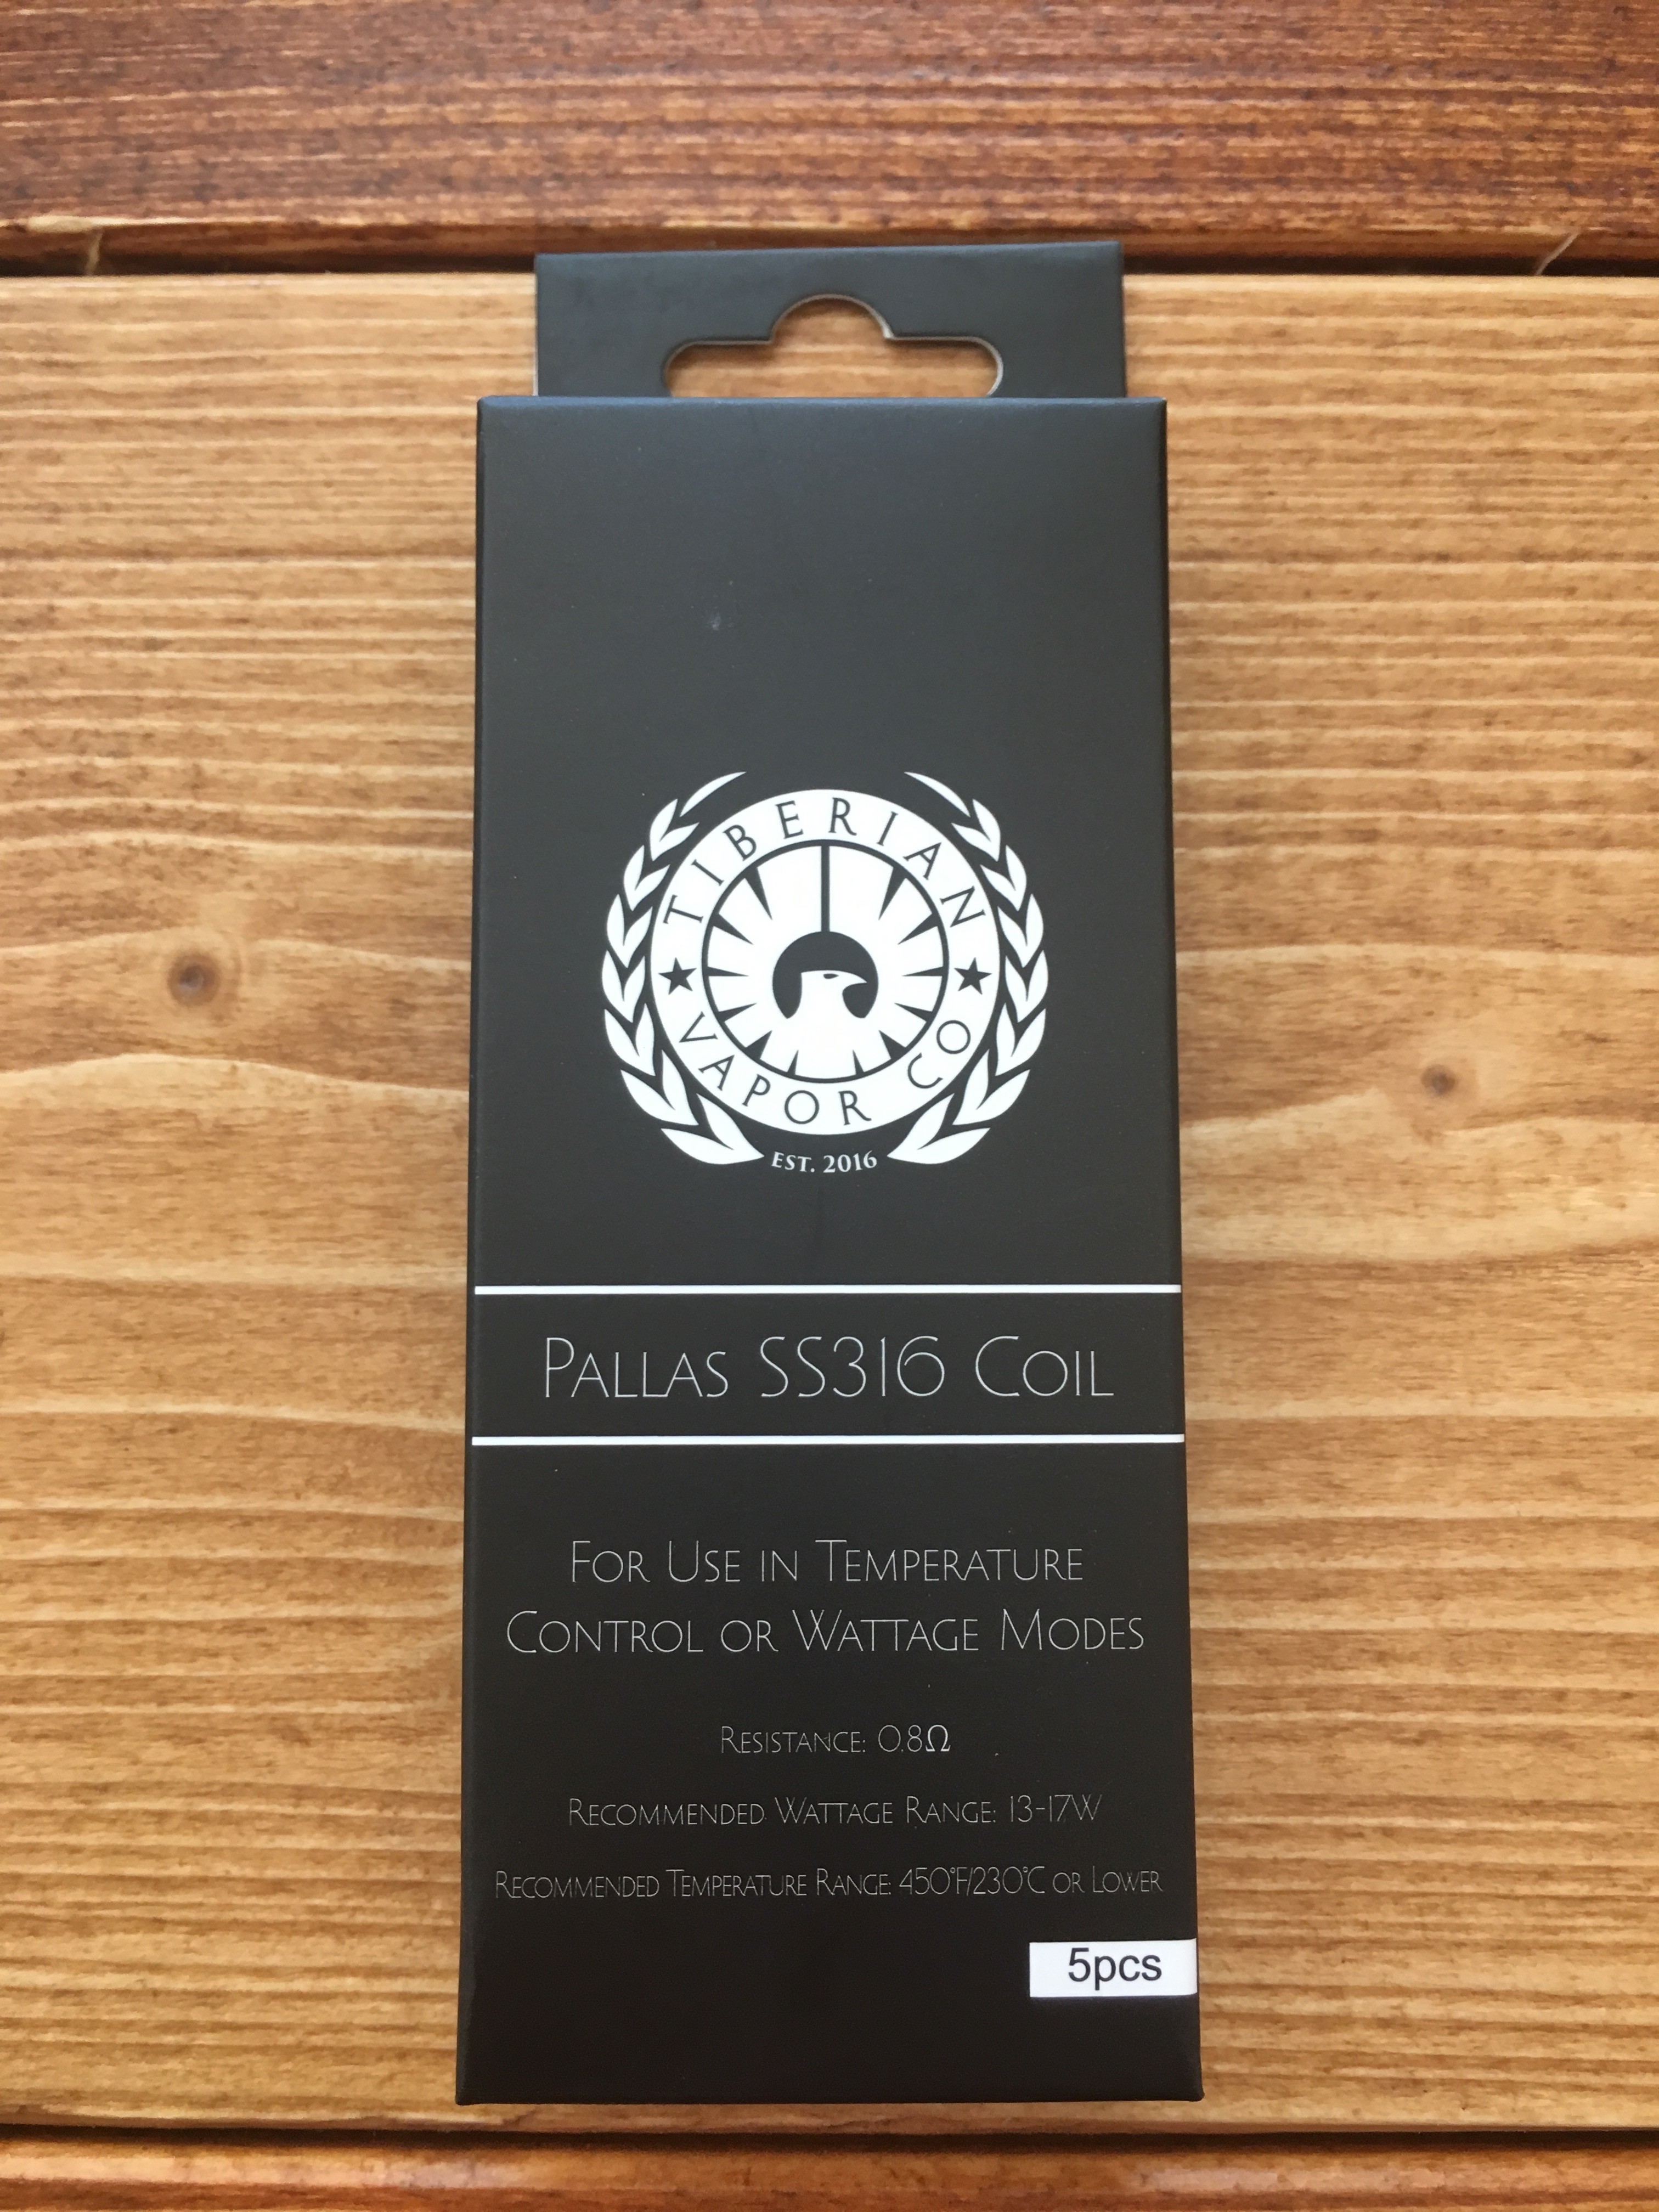 TIBERIAN
VAPOR CO
EST. 2016
PALLAS SS316 COIL
FOR USE IN TEMPERATURE
CONTROL OR WATTAGE MODES
RESISTANCE: 0.8Ω
RECOMMENDED WATTAGE RANGE: 13-17W
RECOMMENDED TEMPERATURE RANGE: 450°F/230°C OR LOWER
5pcs